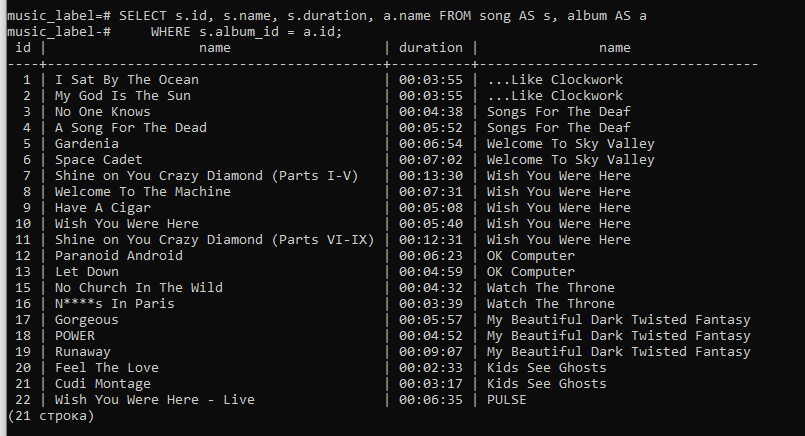 music_label=# SELECT s.id, s.name, s.duration, a.name FROM song AS s, album AS a
music_label-#     WHERE s.album_id = a.id;
 id |                   name                   | duration |                name
----+------------------------------------------+----------+------------------------------------
  1 | I Sat By The Ocean                       | 00:03:55 | ...Like Clockwork
  2 | My God Is The Sun                        | 00:03:55 | ...Like Clockwork
  3 | No One Knows                             | 00:04:38 | Songs For The Deaf
  4 | A Song For The Dead                      | 00:05:52 | Songs For The Deaf
  5 | Gardenia                                 | 00:06:54 | Welcome To Sky Valley
  6 | Space Cadet                              | 00:07:02 | Welcome To Sky Valley
  7 | Shine on You Crazy Diamond (Parts I-V)   | 00:13:30 | Wish You Were Here
  8 | Welcome To The Machine                   | 00:07:31 | Wish You Were Here
  9 | Have A Cigar                             | 00:05:08 | Wish You Were Here
 10 | Wish You Were Here                       | 00:05:40 | Wish You Were Here
 11 | Shine on You Crazy Diamond (Parts VI-IX) | 00:12:31 | Wish You Were Here
 12 | Paranoid Android                         | 00:06:23 | OK Computer
 13 | Let Down                                 | 00:04:59 | OK Computer
 15 | No Church In The Wild                    | 00:04:32 | Watch The Throne
 16 | N****s In Paris                          | 00:03:39 | Watch The Throne
 17 | Gorgeous                                 | 00:05:57 | My Beautiful Dark Twisted Fantasy
 18 | POWER                                    | 00:04:52 | My Beautiful Dark Twisted Fantasy
 19 | Runaway                                  | 00:09:07 | My Beautiful Dark Twisted Fantasy
 20 | Feel The Love                            | 00:02:33 | Kids See Ghosts
 21 | Cudi Montage                             | 00:03:17 | Kids See Ghosts
 22 | Wish You Were Here - Live                | 00:06:35 | PULSE
(21 строка)